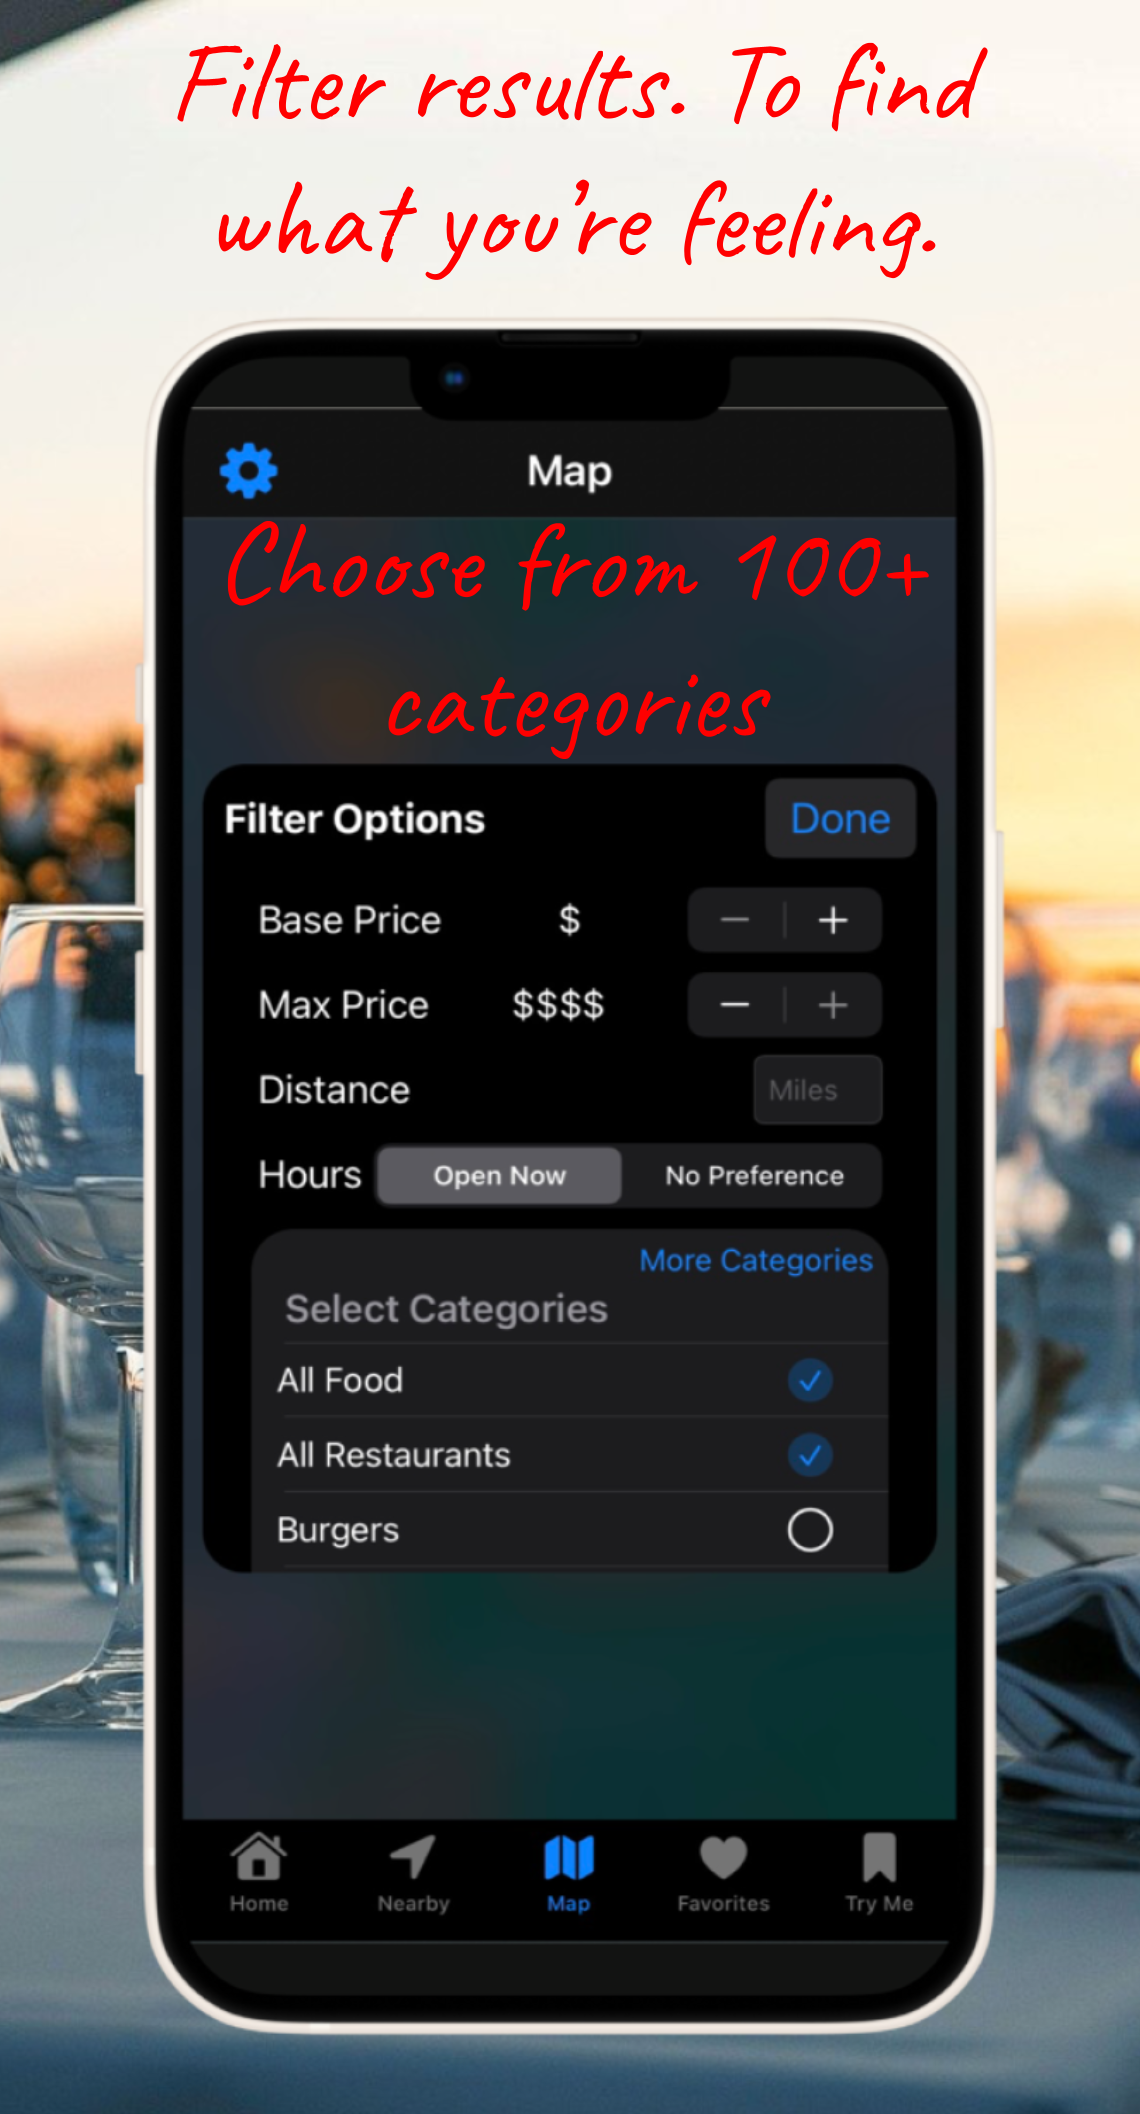 Filter results. To find
what you're feeling.
Map
Choose from 100+
categories
Filter Options
Done
Base Price $ − +
Max Price $$$$ − +
Distance Miles
Hours Open Now No Preference
More Categories
Select Categories
All Food
All Restaurants
Burgers
Home Nearby Map Favorites Try Me